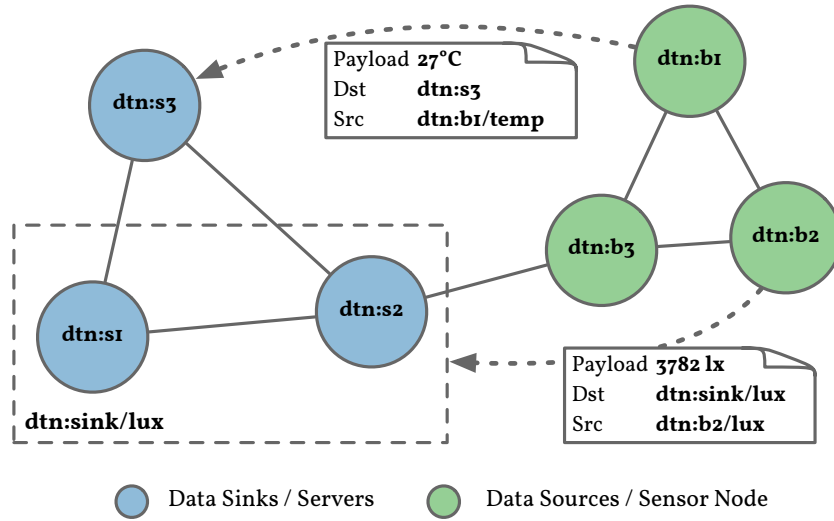 dtn:b1
Payload 27°C
Dst dtn:s3
Src dtn:b1/temp
dtn:s3
dtn:b3
dtn:b2
dtn:s2
dtn:s1
Payload 3782 lx
Dst dtn:sink/lux
Src dtn:b2/lux
dtn:sink/lux
Data Sinks / Servers
Data Sources / Sensor Node